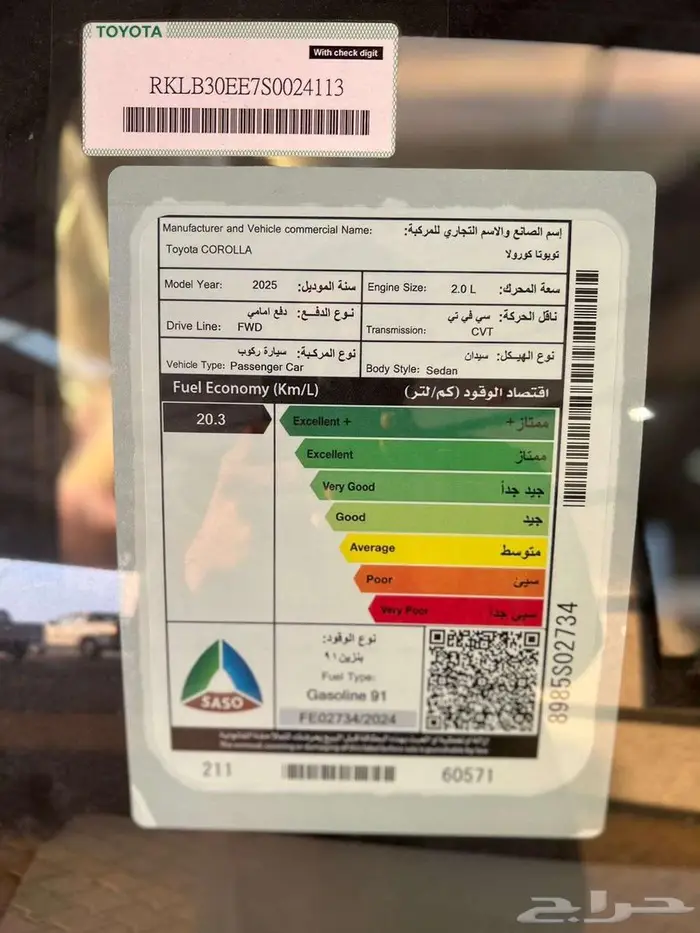 TOYOTA
With check digit
RKLB30EE7S0024113
Manufacturer and Vehicle commercial Name: إسم الصانع والاسم التجاري للمركبة:
Toyota COROLLA تويوتا كورولا
Model Year: 2025 سنة الموديل: Engine Size: 2.0 L سعة المحرك:
نوع الدفع: دفع امامي ناقل الحركة: سي في تي
Drive Line: FWD Transmission: CVT
نوع المركبة: سيارة ركوب نوع الهيكل: سيدان
Vehicle Type: Passenger Car Body Style: Sedan
Fuel Economy (Km/L) اقتصاد الوقود (كم/لتر)
20.3 Excellent + ممتاز+
Excellent ممتاز
Very Good جيد جداً
Good جيد
Average متوسط
Poor سيئ
Very Poor سيئ جداً
نوع الوقود:
بنزين ٩١
Fuel Type:
Gasoline 91
FE02734/2024
SASO
8985S02734
211 60571
حراج